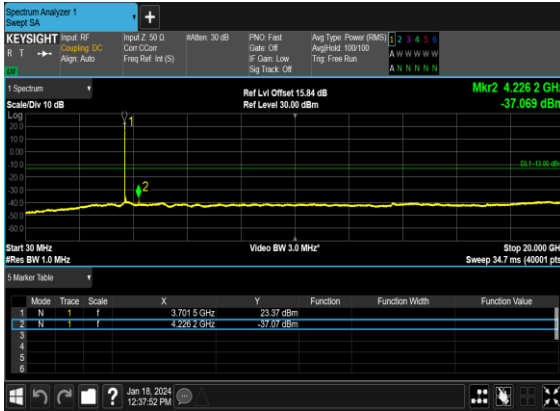 Spectrum Analyzer 1
Swept SA
+
KEYSIGHT Input: RF Input Z: 50 Ω #Atten: 30 dB PNO: Fast Avg Type: Power (RMS) 1 2 3 4 5 6
R T Coupling: DC Corr CCorr Gate: Off Avg|Hold: 100/100 A W W W W W
Align: Auto Freq Ref: Int (S) IF Gain: Low Trig: Free Run
Sig Track: Off A N N N N N
1 Spectrum Ref Lvl Offset 15.84 dB Mkr2 4.226 2 GHz
Scale/Div 10 dB Ref Level 30.00 dBm -37.069 dBm
Log
20.0
10.0
0.00
-10.0
-20.0
-30.0
-40.0
-50.0
-60.0
1
2
DL1 -13.00 dBm
Start 30 MHz Video BW 3.0 MHz* Stop 20.000 GHz
#Res BW 1.0 MHz Sweep 34.7 ms (40001 pts)
5 Marker Table
Mode Trace Scale X Y Function Function Width Function Value
1 N 1 f 3.701 5 GHz 23.37 dBm
2 N 1 f 4.226 2 GHz -37.07 dBm
3
4
5
6
? Jan 18, 2024
12:37:52 PM